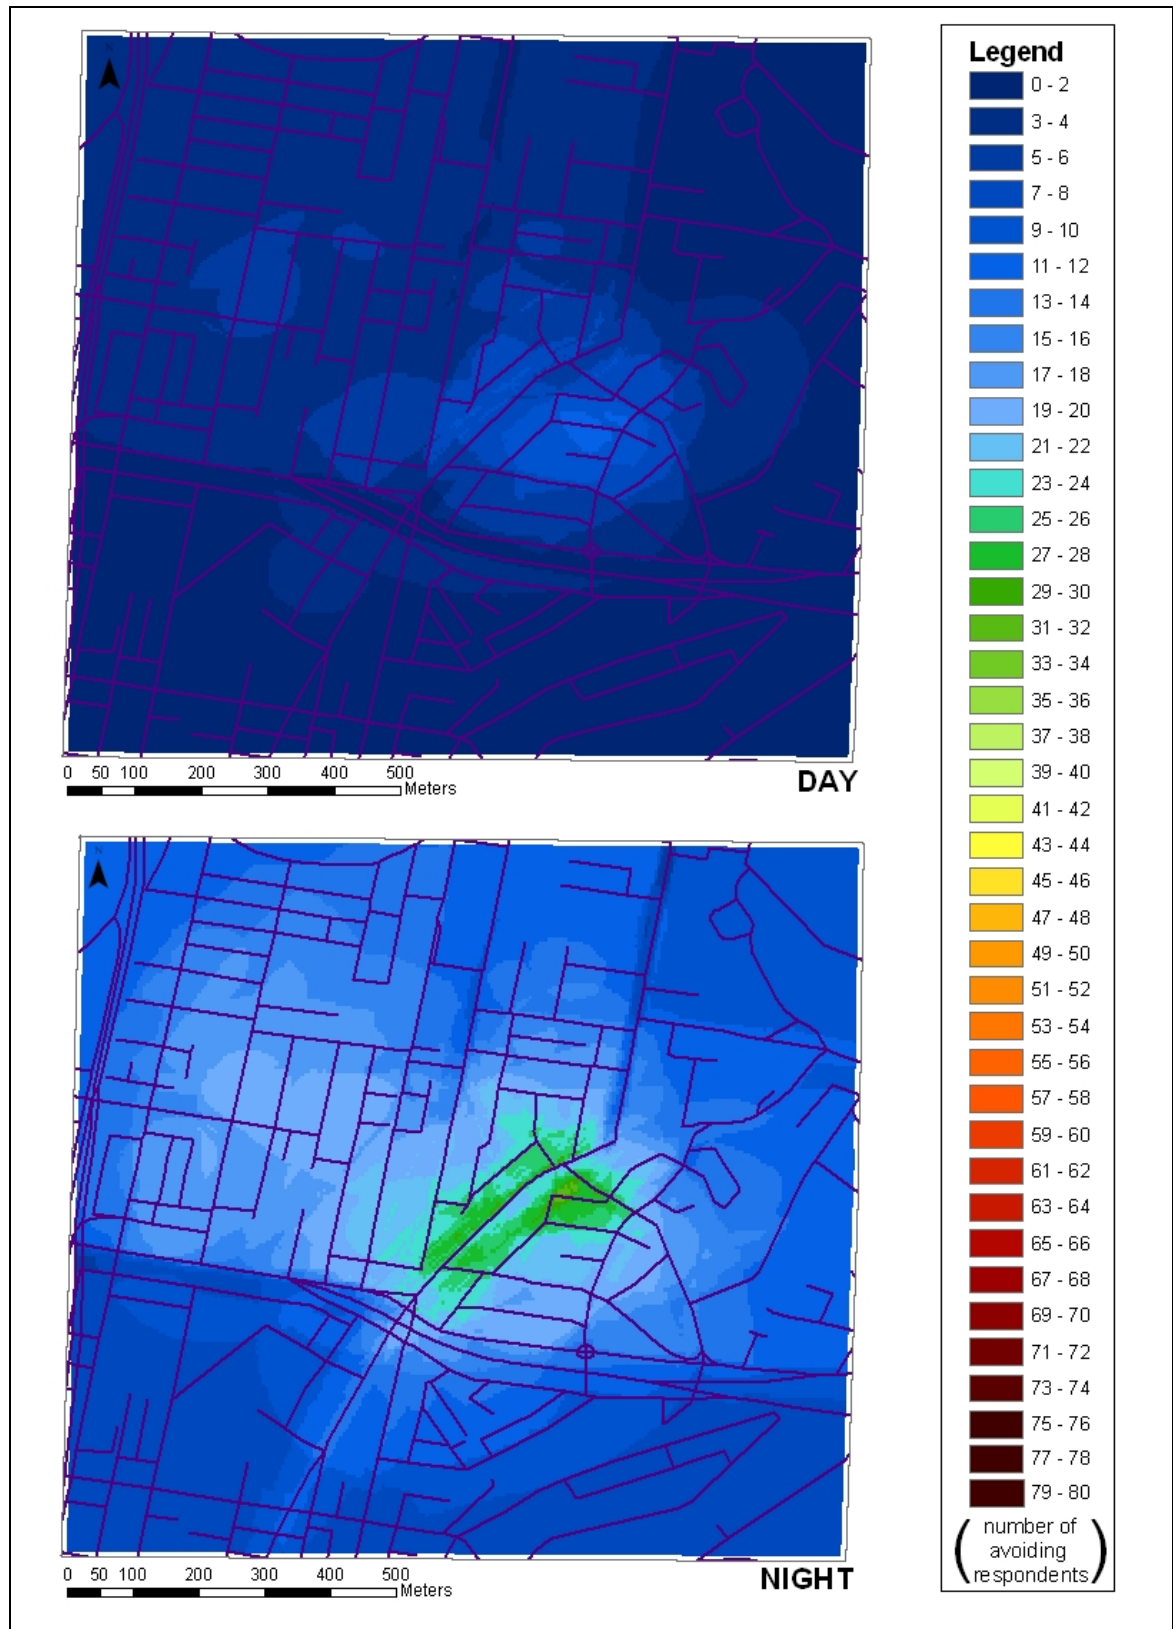 N
0 50 100 200 300 400 500
Meters
DAY
N
0 50 100 200 300 400 500
Meters
NIGHT
Legend
0 - 2
3 - 4
5 - 6
7 - 8
9 - 10
11 - 12
13 - 14
15 - 16
17 - 18
19 - 20
21 - 22
23 - 24
25 - 26
27 - 28
29 - 30
31 - 32
33 - 34
35 - 36
37 - 38
39 - 40
41 - 42
43 - 44
45 - 46
47 - 48
49 - 50
51 - 52
53 - 54
55 - 56
57 - 58
59 - 60
61 - 62
63 - 64
65 - 66
67 - 68
69 - 70
71 - 72
73 - 74
75 - 76
77 - 78
79 - 80
( number of
avoiding
respondents )